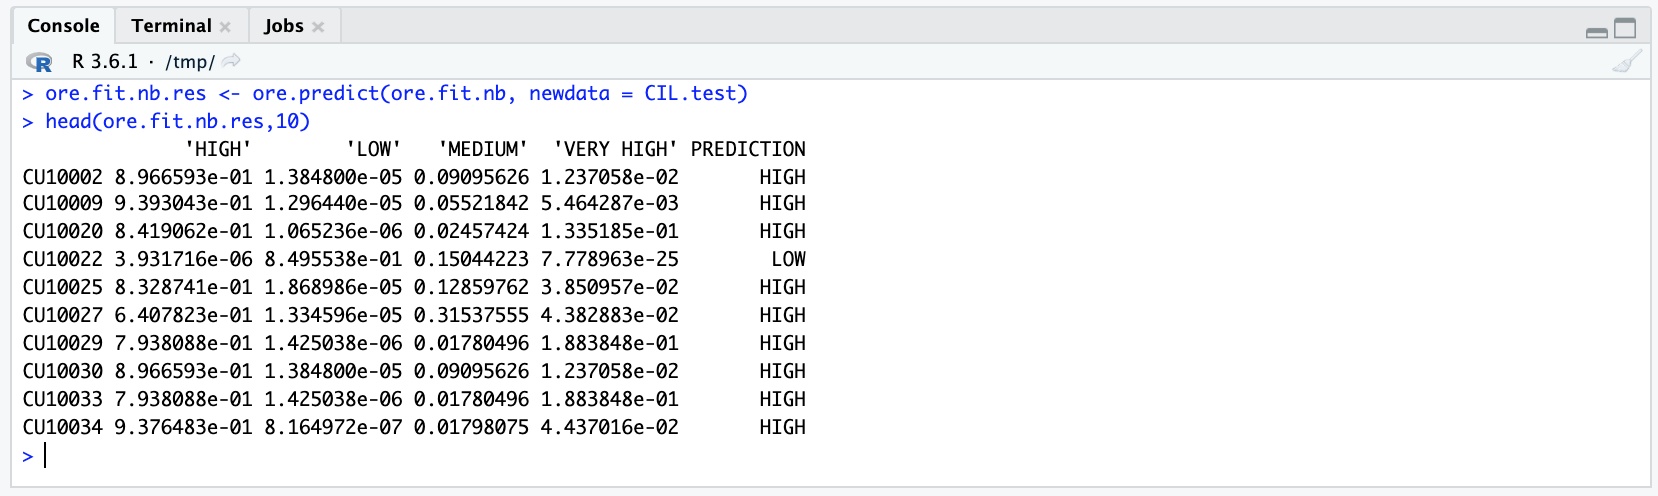 Console Terminal × Jobs ×
R R 3.6.1 · /tmp/
> ore.fit.nb.res <- ore.predict(ore.fit.nb, newdata = CIL.test)
> head(ore.fit.nb.res,10)
'HIGH' 'LOW' 'MEDIUM' 'VERY HIGH' PREDICTION
CU10002 8.966593e-01 1.384800e-05 0.09095626 1.237058e-02 HIGH
CU10009 9.393043e-01 1.296440e-05 0.05521842 5.464287e-03 HIGH
CU10020 8.419062e-01 1.065236e-06 0.02457424 1.335185e-01 HIGH
CU10022 3.931716e-06 8.495538e-01 0.15044223 7.778963e-25 LOW
CU10025 8.328741e-01 1.868986e-05 0.12859762 3.850957e-02 HIGH
CU10027 6.407823e-01 1.334596e-05 0.31537555 4.382883e-02 HIGH
CU10029 7.938088e-01 1.425038e-06 0.01780496 1.883848e-01 HIGH
CU10030 8.966593e-01 1.384800e-05 0.09095626 1.237058e-02 HIGH
CU10033 7.938088e-01 1.425038e-06 0.01780496 1.883848e-01 HIGH
CU10034 9.376483e-01 8.164972e-07 0.01798075 4.437016e-02 HIGH
>